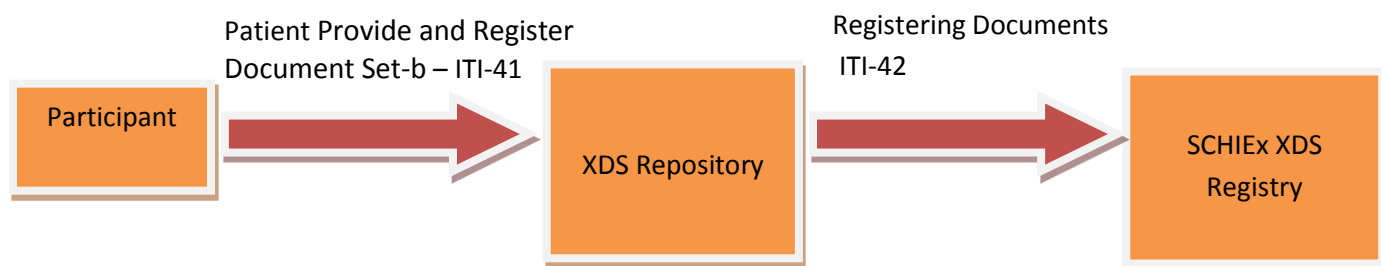 Patient Provide and Register
Document Set-b – ITI-41
Registering Documents
ITI-42
Participant
XDS Repository
SCHIEx XDS
Registry